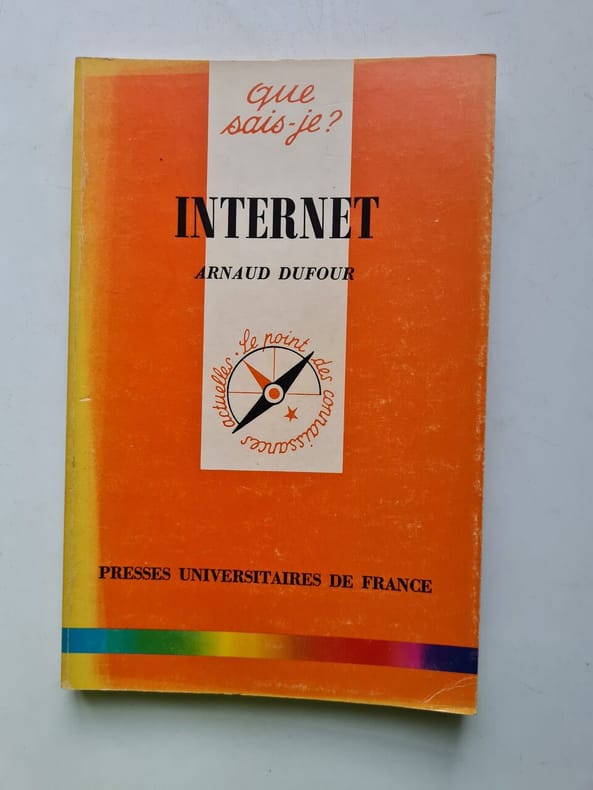 que
sais-je?
INTERNET
ARNAUD DUFOUR
Le point des connaissances actuelles.
PRESSES UNIVERSITAIRES DE FRANCE